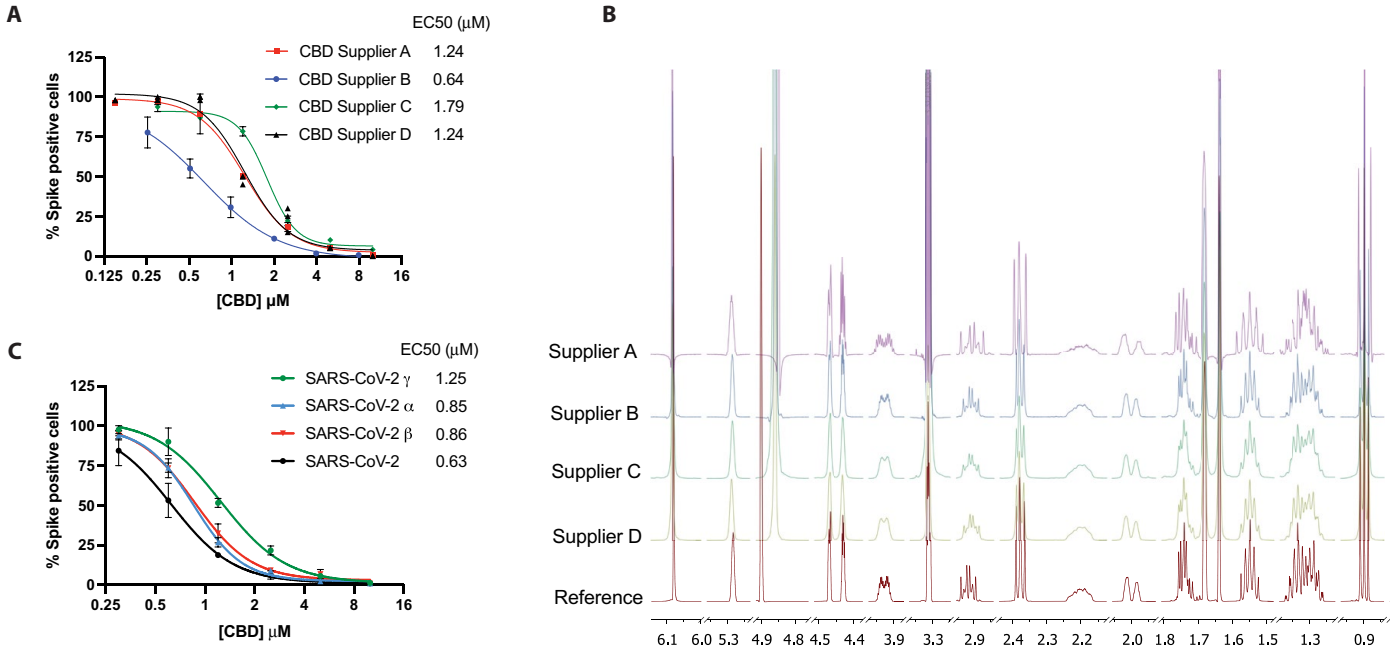 A
EC50 (μM)
CBD Supplier A 1.24
CBD Supplier B 0.64
CBD Supplier C 1.79
CBD Supplier D 1.24
% Spike positive cells
125
100
75
50
25
0
0.125 0.25 0.5 1 2 4 8 16
[CBD] μM
B
Supplier A
Supplier B
Supplier C
Supplier D
Reference
6.1 6.0 5.3 4.9 4.8 4.5 4.4 3.9 3.3 2.9 2.4 2.3 2.2 2.0 1.8 1.7 1.6 1.5 1.3 0.9
C
EC50 (μM)
SARS-CoV-2 γ 1.25
SARS-CoV-2 α 0.85
SARS-CoV-2 β 0.86
SARS-CoV-2 0.63
% Spike positive cells
125
100
75
50
25
0
0.25 0.5 1 2 4 8 16
[CBD] μM